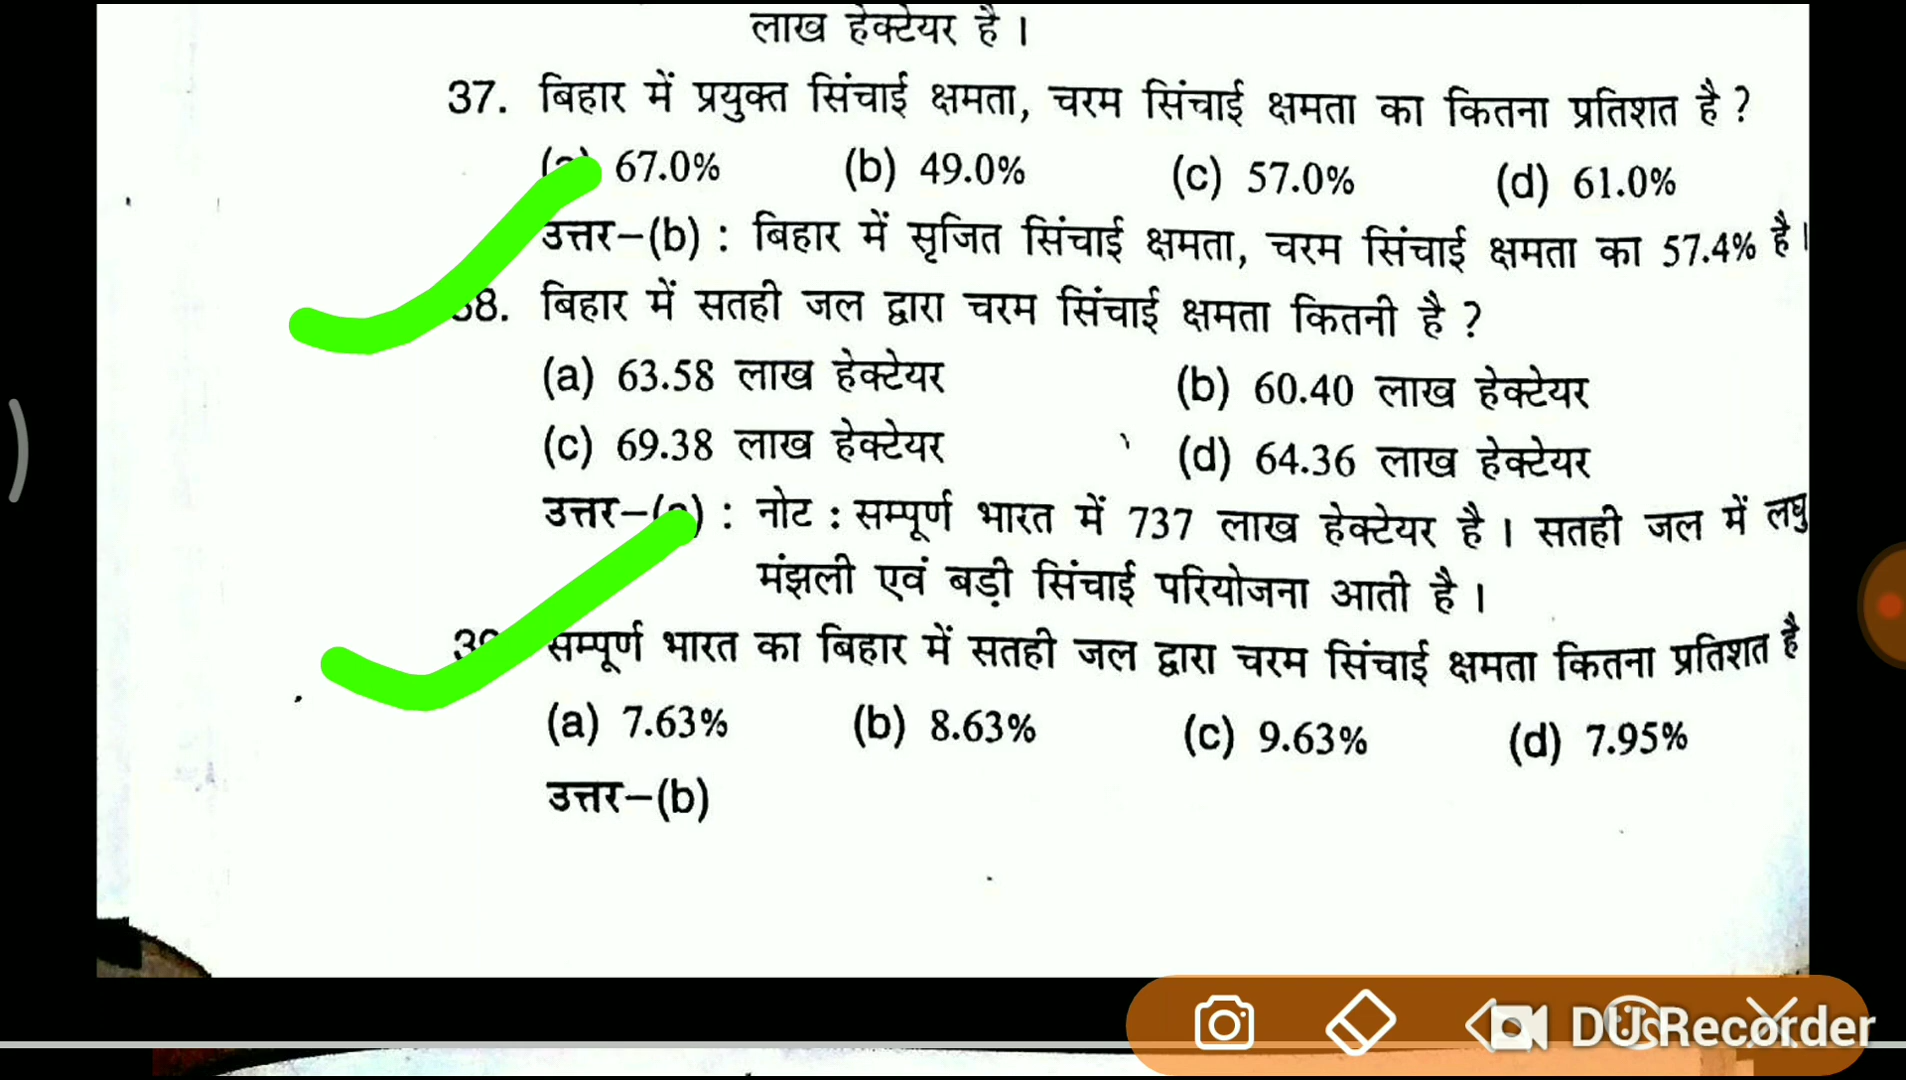 लाख हेक्टेयर है ।
37. बिहार में प्रयुक्त सिंचाई क्षमता, चरम सिंचाई क्षमता का कितना प्रतिशत है ?
67.0% (b) 49.0% (c) 57.0% (d) 61.0%
उत्तर–(b) : बिहार में सृजित सिंचाई क्षमता, चरम सिंचाई क्षमता का 57.4% है ।
38. बिहार में सतही जल द्वारा चरम सिंचाई क्षमता कितनी है ?
(a) 63.58 लाख हेक्टेयर (b) 60.40 लाख हेक्टेयर
(c) 69.38 लाख हेक्टेयर (d) 64.36 लाख हेक्टेयर
उत्तर–(a) : नोट : सम्पूर्ण भारत में 737 लाख हेक्टेयर है । सतही जल में लघु
मंझली एवं बड़ी सिंचाई परियोजना आती है ।
39. सम्पूर्ण भारत का बिहार में सतही जल द्वारा चरम सिंचाई क्षमता कितना प्रतिशत है
(a) 7.63% (b) 8.63% (c) 9.63% (d) 7.95%
उत्तर–(b)
DU Recorder